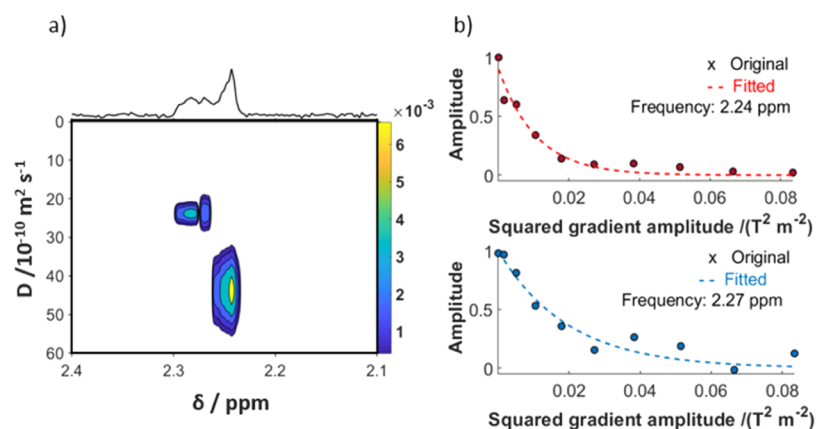 a)
×10⁻³
0
10
20
30
40
50
60
D /10⁻¹⁰ m² s⁻¹
6
5
4
3
2
1
2.4 2.3 2.2 2.1
δ / ppm
b)
1
0.5
0
Amplitude
x Original
Fitted
Frequency: 2.24 ppm
0.02 0.04 0.06 0.08
Squared gradient amplitude /(T² m⁻²)
1
0.5
0
Amplitude
x Original
Fitted
Frequency: 2.27 ppm
0.02 0.04 0.06 0.08
Squared gradient amplitude /(T² m⁻²)